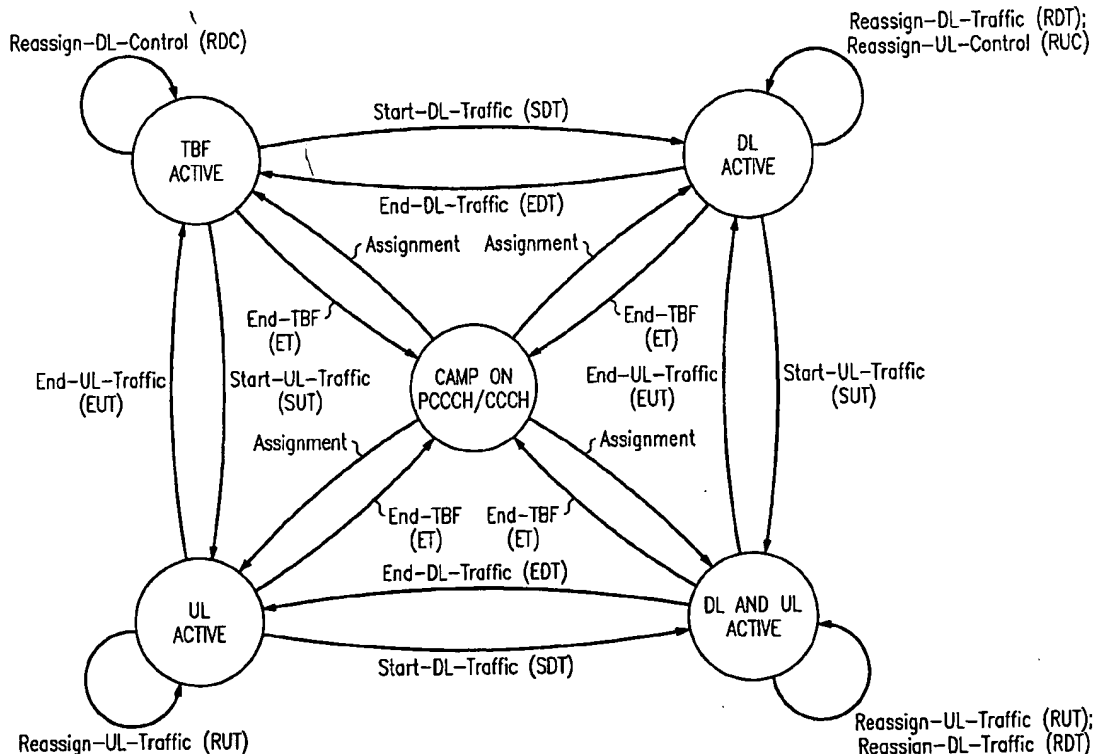 Reassign-DL-Control (RDC)
Reassign-DL-Traffic (RDT);
Reassign-UL-Control (RUC)
Start-DL-Traffic (SDT)
TBF
ACTIVE
DL
ACTIVE
End-DL-Traffic (EDT)
Assignment
Assignment
End-TBF
(ET)
End-TBF
(ET)
CAMP ON
PCCCH/CCCH
End-UL-Traffic
(EUT)
Start-UL-Traffic
(SUT)
End-UL-Traffic
(EUT)
Start-UL-Traffic
(SUT)
Assignment
Assignment
End-TBF
(ET)
End-TBF
(ET)
End-DL-Traffic (EDT)
UL
ACTIVE
DL AND UL
ACTIVE
Start-DL-Traffic (SDT)
Reassign-UL-Traffic (RUT)
Reassign-UL-Traffic (RUT);
Reassign-DL-Traffic (RDT)